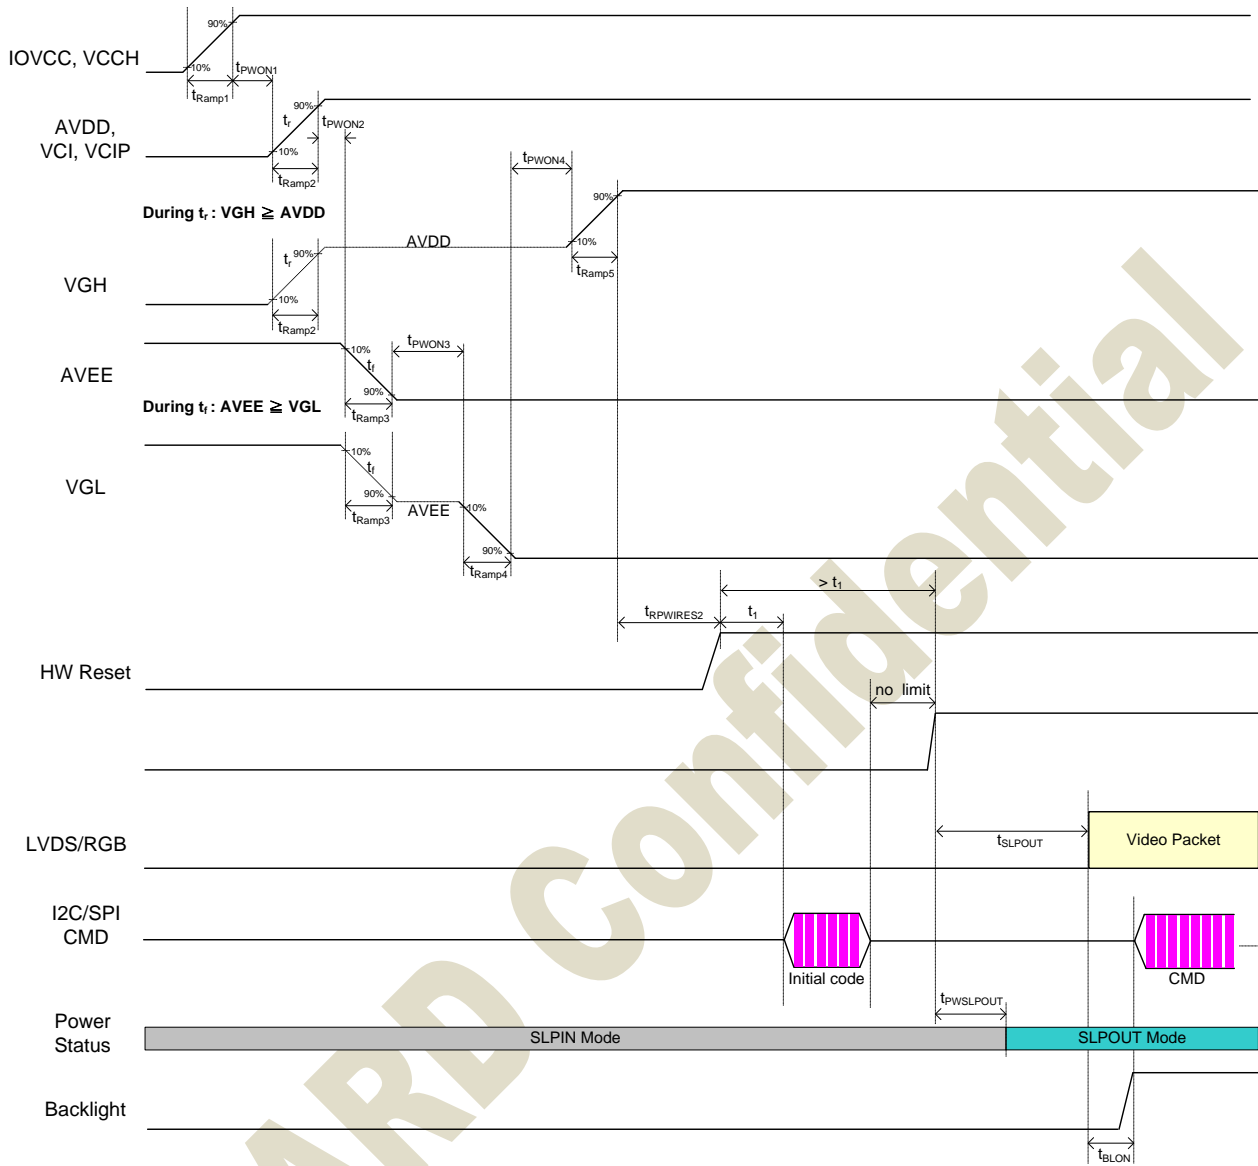 IOVCC, VCCH
90%
10%
tPWON1
tRamp1
AVDD,
VCI, VCIP
tr
90%
10%
tPWON2
tRamp2
tPWON4
During tr : VGH ≧ AVDD
VGH
tr
90%
10%
tRamp2
AVDD
90%
10%
tRamp5
AVEE
10%
tf
90%
tPWON3
tRamp3
During tf : AVEE ≧ VGL
VGL
10%
tf
90%
tRamp3
AVEE
10%
90%
tRamp4
> t1
tRPWIRES2
t1
HW Reset
no limit
LVDS/RGB
tSLPOUT
Video Packet
I2C/SPI
CMD
Initial code
CMD
tPWSLPOUT
Power
Status
SLPIN Mode
SLPOUT Mode
Backlight
tBLON
ARD Confidential